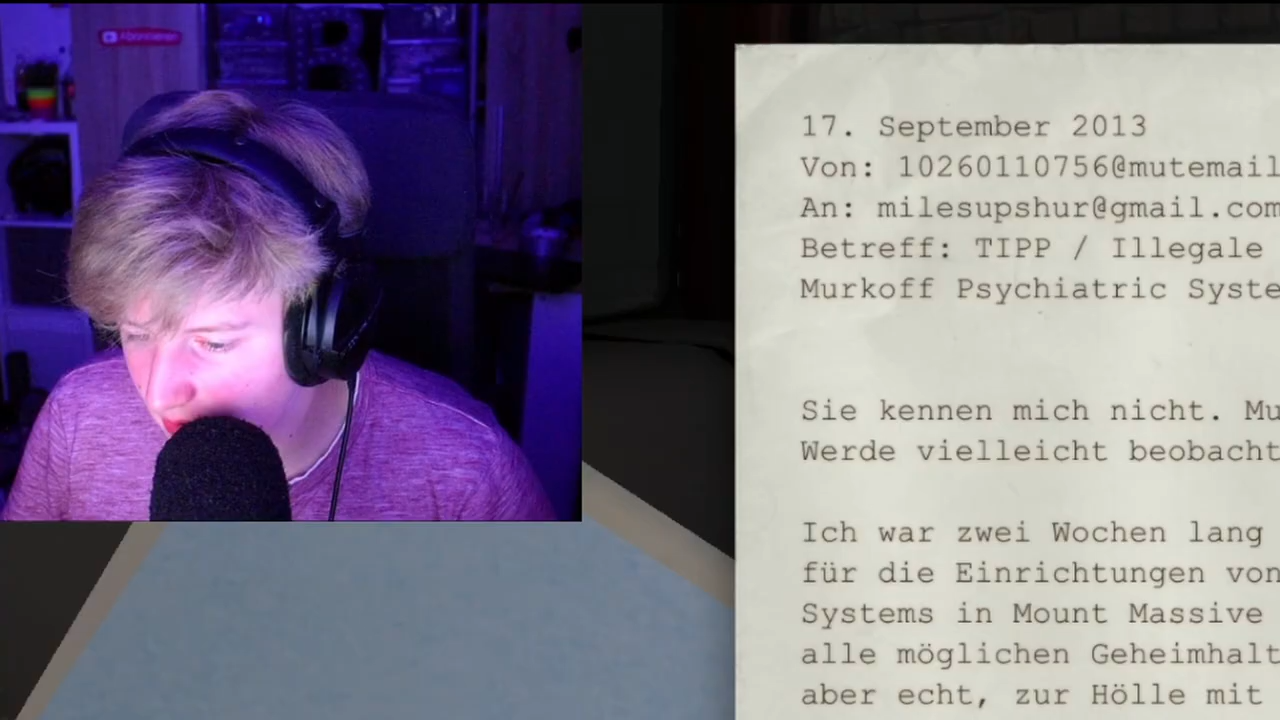 Abonnieren
17. September 2013
Von: 10260110756@mutemail
An: milesupshur@gmail.com
Betreff: TIPP / Illegale
Murkoff Psychiatric Syste
Sie kennen mich nicht. Mu
Werde vielleicht beobacht
Ich war zwei Wochen lang
für die Einrichtungen von
Systems in Mount Massive
alle möglichen Geheimhalt
aber echt, zur Hölle mit